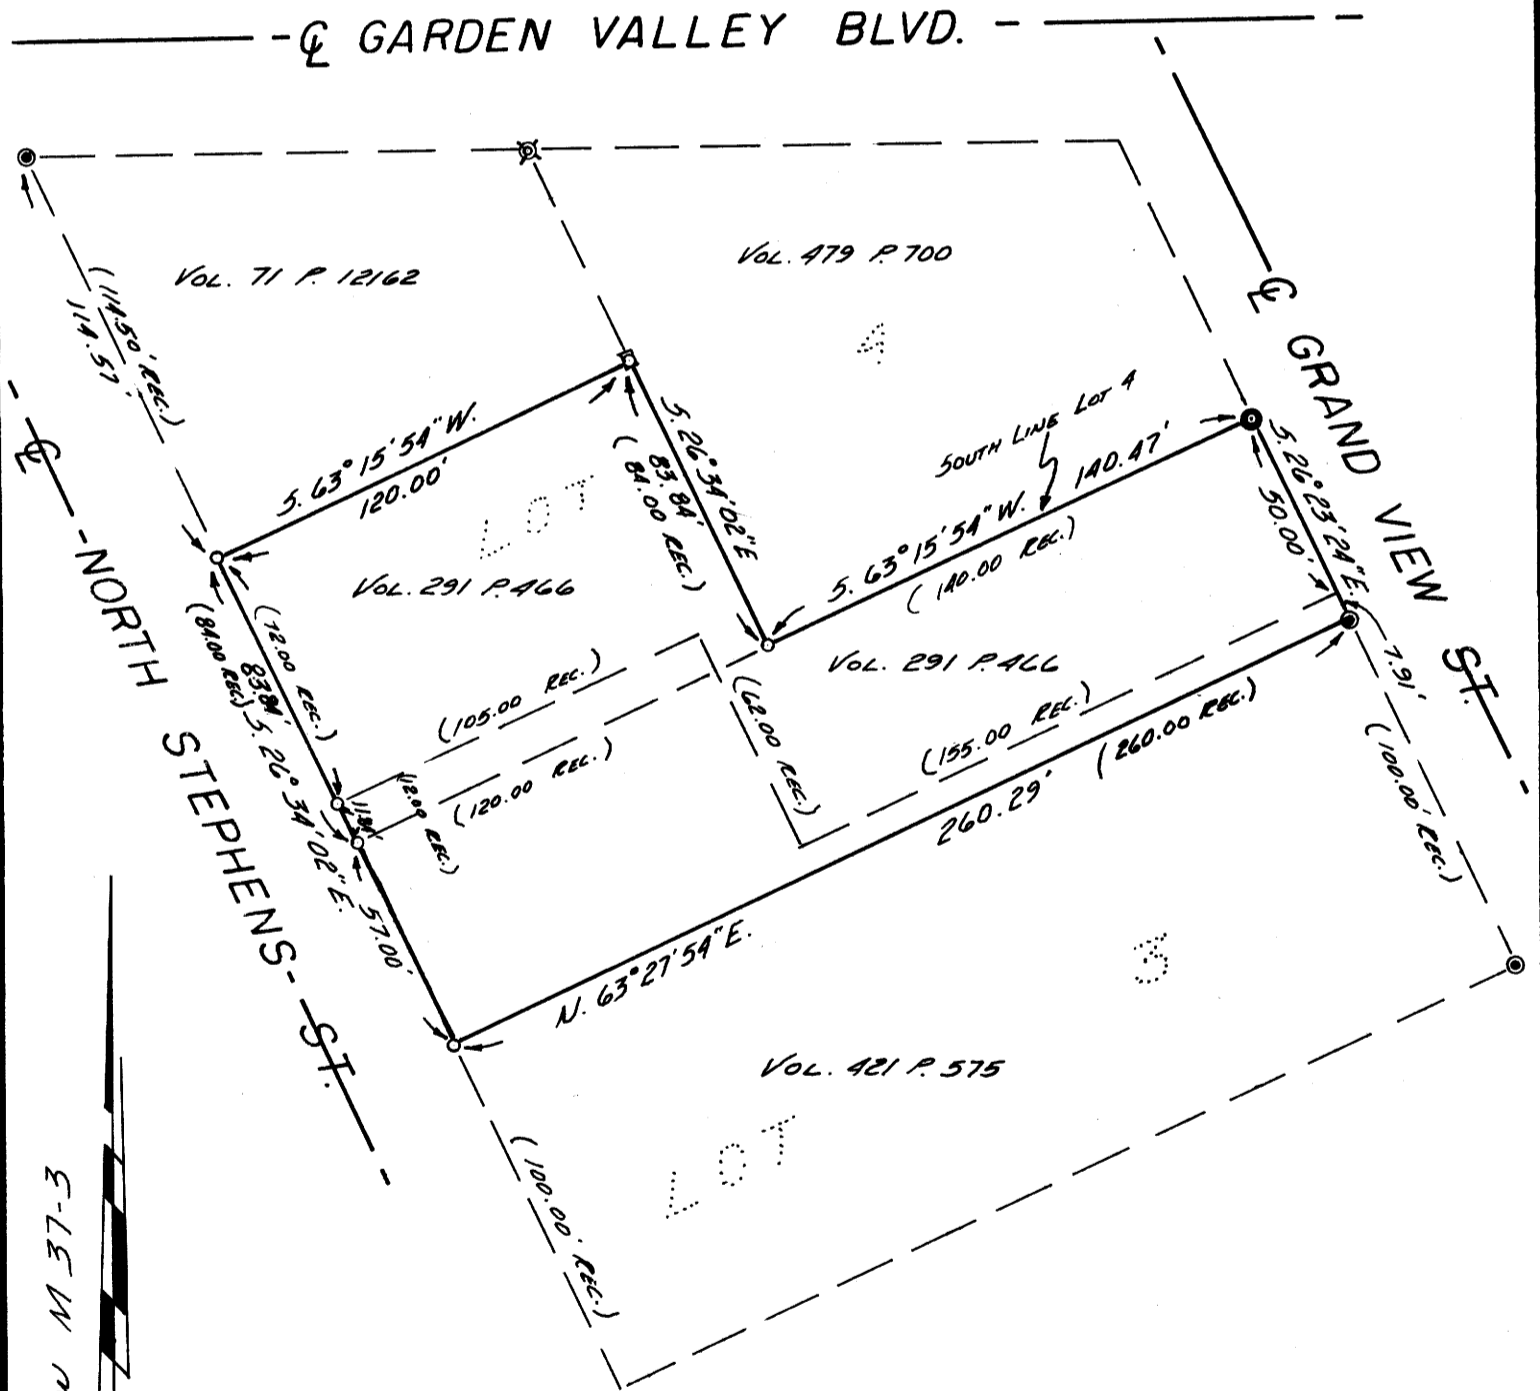 ℄ GARDEN VALLEY BLVD.
VOL. 71 P. 12162
VOL. 479 P. 700
4
(114.50' REC.)
114.57'
℄ GRAND VIEW ST.
S. 63° 15' 54" W.
120.00'
S. 26° 34' 02" E
83.84'
(84.00 REC.)
SOUTH LINE LOT 4
S. 63° 15' 54" W. 140.47'
(140.00 REC.)
S. 26° 23' 24" E.
50.00'
LOT
VOL. 291 P. 466
VOL. 291 P. 466
℄ NORTH STEPHENS ST.
(72.00 REC.)
83.84'
(84.00 REC.)
S. 26° 34' 02" E.
(105.00 REC.)
(120.00 REC.)
(12.00 REC.)
(62.00 REC.)
(155.00 REC.)
7.91'
(100.00' REC.)
260.29' (260.00 REC.)
57.00'
N. 63° 27' 54" E.
3
VOL. 421 P. 575
LOT
(100.00' REC.)
M 37-3